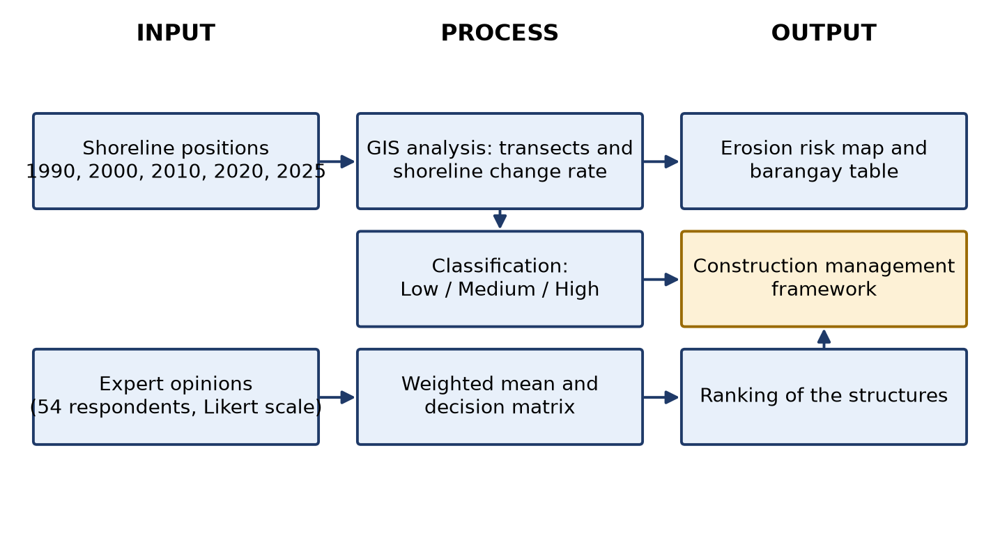 INPUT
PROCESS
OUTPUT
Shoreline positions
1990, 2000, 2010, 2020, 2025
GIS analysis: transects and
shoreline change rate
Erosion risk map and
barangay table
Classification:
Low / Medium / High
Construction management
framework
Expert opinions
(54 respondents, Likert scale)
Weighted mean and
decision matrix
Ranking of the structures